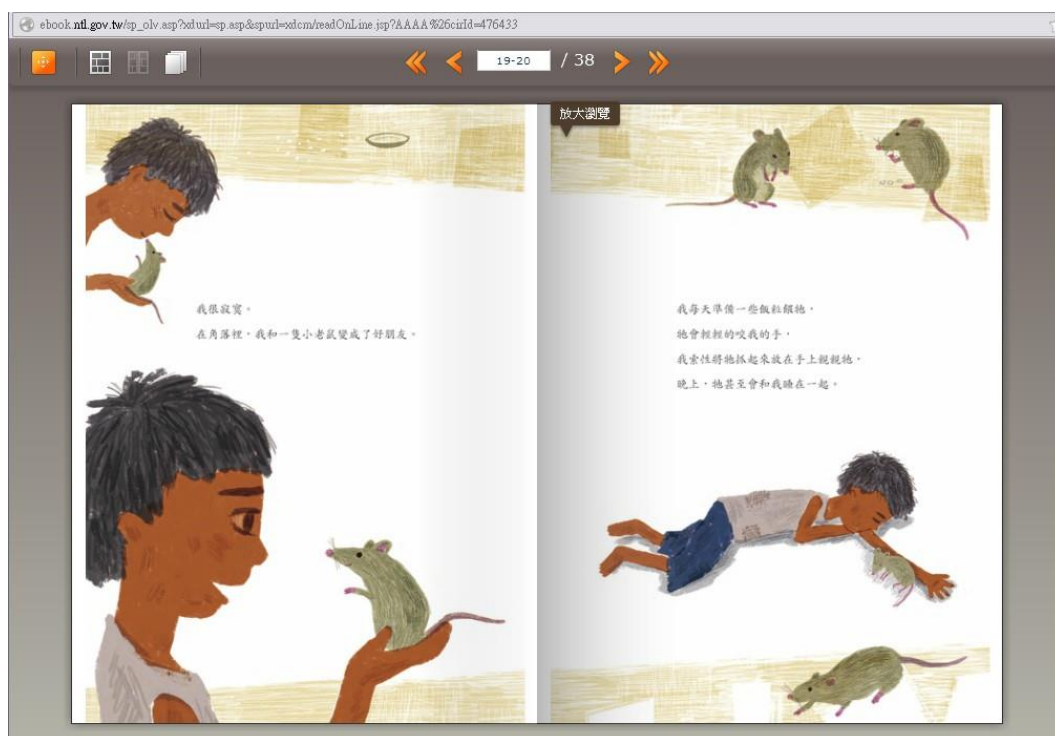 ebook.ntl.gov.tw/sp_olv.asp?xdurl=sp.asp&spurl=xdcm/readOnLine.jsp?AAAA%26cirId=476433
19-20 / 38
放大瀏覽
我很寂寞。
在角落裡，我和一隻小老鼠變成了好朋友。
我每天準備一些飯粒餵牠，
牠會輕輕的咬我的手，
我索性將牠抓起來放在手上親親牠，
晚上，牠甚至會和我睡在一起。